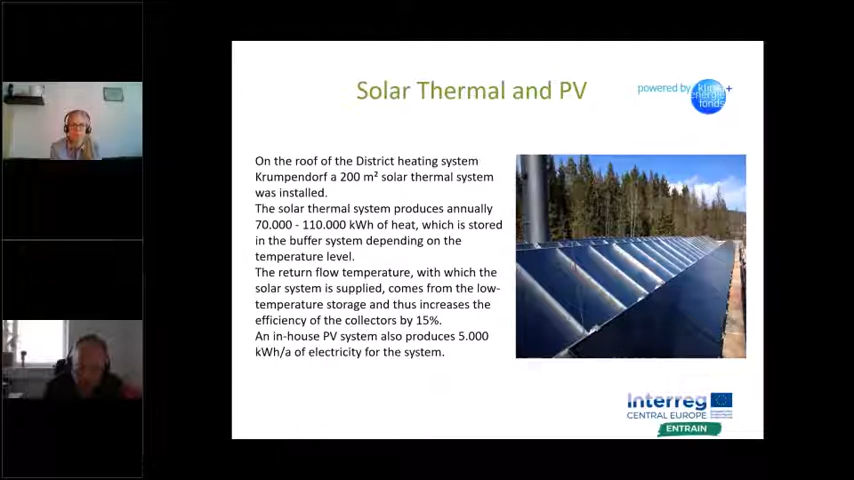 Solar Thermal and PV
powered by
klima+
energie
fonds
On the roof of the District heating system
Krumpendorf a 200 m² solar thermal system
was installed.
The solar thermal system produces annually
70.000 - 110.000 kWh of heat, which is stored
in the buffer system depending on the
temperature level.
The return flow temperature, with which the
solar system is supplied, comes from the low-
temperature storage and thus increases the
efficiency of the collectors by 15%.
An in-house PV system also produces 5.000
kWh/a of electricity for the system.
Interreg
CENTRAL EUROPE
ENTRAIN